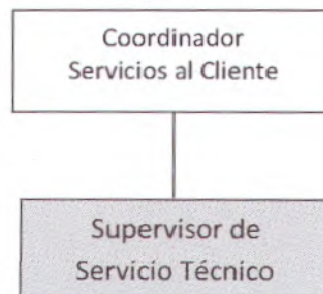 Coordinador
Servicios al Cliente
Supervisor de
Servicio Técnico